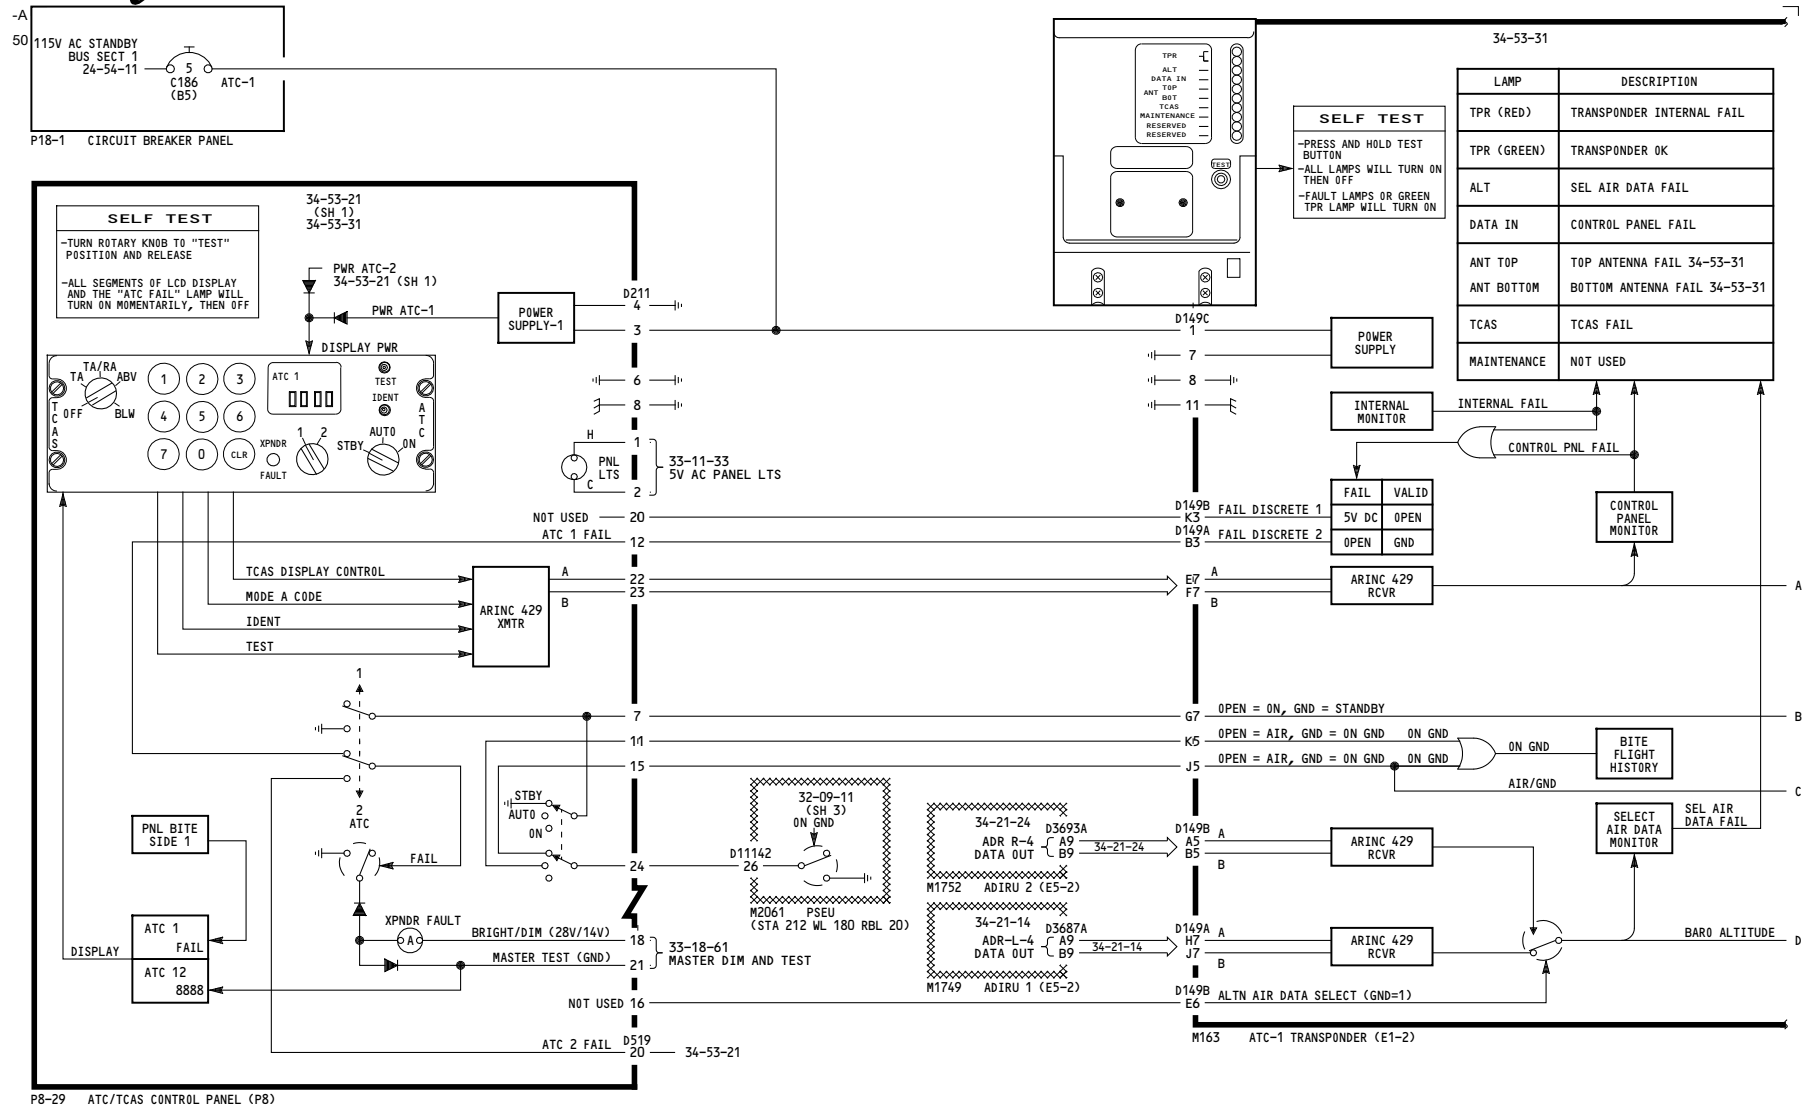 -A
50
115V AC STANDBY
BUS SECT 1
24-54-11
5
C186
(B5)
ATC-1
P18-1 CIRCUIT BREAKER PANEL
34-53-21
(SH 1)
34-53-31
SELF TEST
-TURN ROTARY KNOB TO "TEST"
POSITION AND RELEASE
-ALL SEGMENTS OF LCD DISPLAY
AND THE "ATC FAIL" LAMP WILL
TURN ON MOMENTARILY, THEN OFF
PWR ATC-2
34-53-21 (SH 1)
PWR ATC-1
DISPLAY PWR
POWER
SUPPLY-1
D211
4
3
6
8
TA/RA
TA
ABV
OFF
BLW
TCAS
1 2 3
4 5 6
7 0 CLR
ATC 1
TEST
IDENT
ATC
XPNDR
FAULT
1 2
STBY
AUTO
ON
H
PNL
LTS
C
1
2
33-11-33
5V AC PANEL LTS
NOT USED
20
ATC 1 FAIL
12
TCAS DISPLAY CONTROL
MODE A CODE
IDENT
TEST
ARINC 429
XMTR
A
B
22
23
1
2
ATC
7
11
15
STBY
AUTO
ON
24
FAIL
PNL BITE
SIDE 1
ATC 1
FAIL
ATC 12
8888
DISPLAY
XPNDR FAULT
A
BRIGHT/DIM (28V/14V)
18
MASTER TEST (GND)
21
33-18-61
MASTER DIM AND TEST
NOT USED
16
ATC 2 FAIL
D519
20
34-53-21
P8-29 ATC/TCAS CONTROL PANEL (P8)
32-09-11
(SH 3)
ON GND
D11142
26
M2061 PSEU
(STA 212 WL 180 RBL 20)
34-21-24
ADR R-4
DATA OUT
D3693A
A9
B9
34-21-24
M1752 ADIRU 2 (E5-2)
34-21-14
ADR-L-4
DATA OUT
D3687A
A9
B9
34-21-14
M1749 ADIRU 1 (E5-2)
TPR
ALT
DATA IN
ANT
TOP
BOT
TCAS
MAINTENANCE
RESERVED
RESERVED
TEST
SELF TEST
-PRESS AND HOLD TEST
BUTTON
-ALL LAMPS WILL TURN ON
THEN OFF
-FAULT LAMPS OR GREEN
TPR LAMP WILL TURN ON
34-53-31
LAMP DESCRIPTION
TPR (RED) TRANSPONDER INTERNAL FAIL
TPR (GREEN) TRANSPONDER OK
ALT SEL AIR DATA FAIL
DATA IN CONTROL PANEL FAIL
ANT TOP TOP ANTENNA FAIL 34-53-31
ANT BOTTOM BOTTOM ANTENNA FAIL 34-53-31
TCAS TCAS FAIL
MAINTENANCE NOT USED
D149C
1
7
8
11
POWER
SUPPLY
INTERNAL
MONITOR
INTERNAL FAIL
CONTROL PNL FAIL
FAIL VALID
5V DC OPEN
OPEN GND
D149B
K3
FAIL DISCRETE 1
D149A
B3
FAIL DISCRETE 2
CONTROL
PANEL
MONITOR
E7
F7
A
B
ARINC 429
RCVR
A
G7
OPEN = ON, GND = STANDBY
B
K5
OPEN = AIR, GND = ON GND
ON GND
J5
OPEN = AIR, GND = ON GND
ON GND
ON GND
BITE
FLIGHT
HISTORY
AIR/GND
C
D149B
A5
B5
A
B
ARINC 429
RCVR
SELECT
AIR DATA
MONITOR
SEL AIR
DATA FAIL
D149A
H7
J7
A
B
ARINC 429
RCVR
BARO ALTITUDE
D
D149B
E6
ALTN AIR DATA SELECT (GND=1)
M163 ATC-1 TRANSPONDER (E1-2)